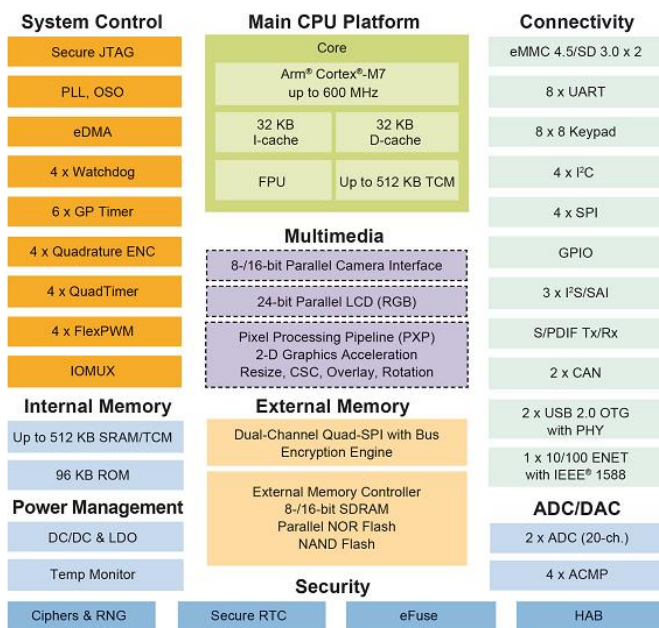 System Control
Secure JTAG
PLL, OSO
eDMA
4 x Watchdog
6 x GP Timer
4 x Quadrature ENC
4 x QuadTimer
4 x FlexPWM
IOMUX
Internal Memory
Up to 512 KB SRAM/TCM
96 KB ROM
Power Management
DC/DC & LDO
Temp Monitor
Main CPU Platform
Core
Arm® Cortex®-M7
up to 600 MHz
32 KB
I-cache
32 KB
D-cache
FPU
Up to 512 KB TCM
Multimedia
8-/16-bit Parallel Camera Interface
24-bit Parallel LCD (RGB)
Pixel Processing Pipeline (PXP)
2-D Graphics Acceleration
Resize, CSC, Overlay, Rotation
External Memory
Dual-Channel Quad-SPI with Bus
Encryption Engine
External Memory Controller
8-/16-bit SDRAM
Parallel NOR Flash
NAND Flash
Connectivity
eMMC 4.5/SD 3.0 x 2
8 x UART
8 x 8 Keypad
4 x I²C
4 x SPI
GPIO
3 x I²S/SAI
S/PDIF Tx/Rx
2 x CAN
2 x USB 2.0 OTG
with PHY
1 x 10/100 ENET
with IEEE® 1588
ADC/DAC
2 x ADC (20-ch.)
4 x ACMP
Security
Ciphers & RNG
Secure RTC
eFuse
HAB